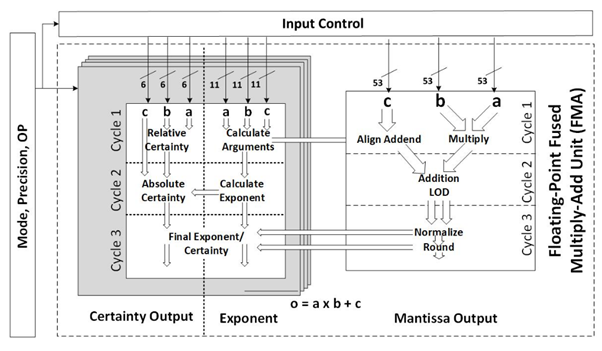 Input Control
Mode, Precision, OP
6 6 6 11 11 11 53 53 53
c b a a b c
c b a
Cycle 1
Relative
Certainty
Calculate
Arguments
Align Addend
Multiply
Cycle 1
Cycle 2
Absolute
Certainty
Calculate
Exponent
Addition
LOD
Cycle 2
Cycle 3
Final Exponent/
Certainty
Normalize
Round
Cycle 3
Floating-Point Fused
Multiply-Add Unit (FMA)
o = a x b + c
Certainty Output
Exponent
Mantissa Output